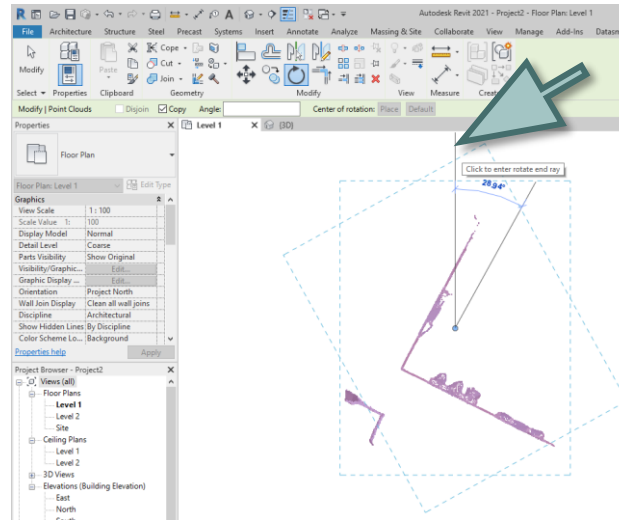 Autodesk Revit 2021 - Project2 - Floor Plan: Level 1
File Architecture Structure Steel Precast Systems Insert Annotate Analyze Massing & Site Collaborate View Manage Add-Ins Datasm
Modify Paste Cope Cut Join
Select Properties Clipboard Geometry Modify View Measure Creat
Modify | Point Clouds Disjoin Copy Angle: Center of rotation: Place Default
Properties Level 1 {3D}
Floor Plan
Floor Plan: Level 1 Edit Type
Graphics
View Scale 1 : 100
Scale Value 1: 100
Display Model Normal
Detail Level Coarse
Parts Visibility Show Original
Visibility/Graphic... Edit...
Graphic Display ... Edit...
Orientation Project North
Wall Join Display Clean all wall joins
Discipline Architectural
Show Hidden Lines By Discipline
Color Scheme Lo... Background
Properties help Apply
Click to enter rotate end ray
28.94°
Project Browser - Project2
Views (all)
Floor Plans
Level 1
Level 2
Site
Ceiling Plans
Level 1
Level 2
3D Views
Elevations (Building Elevation)
East
North
South